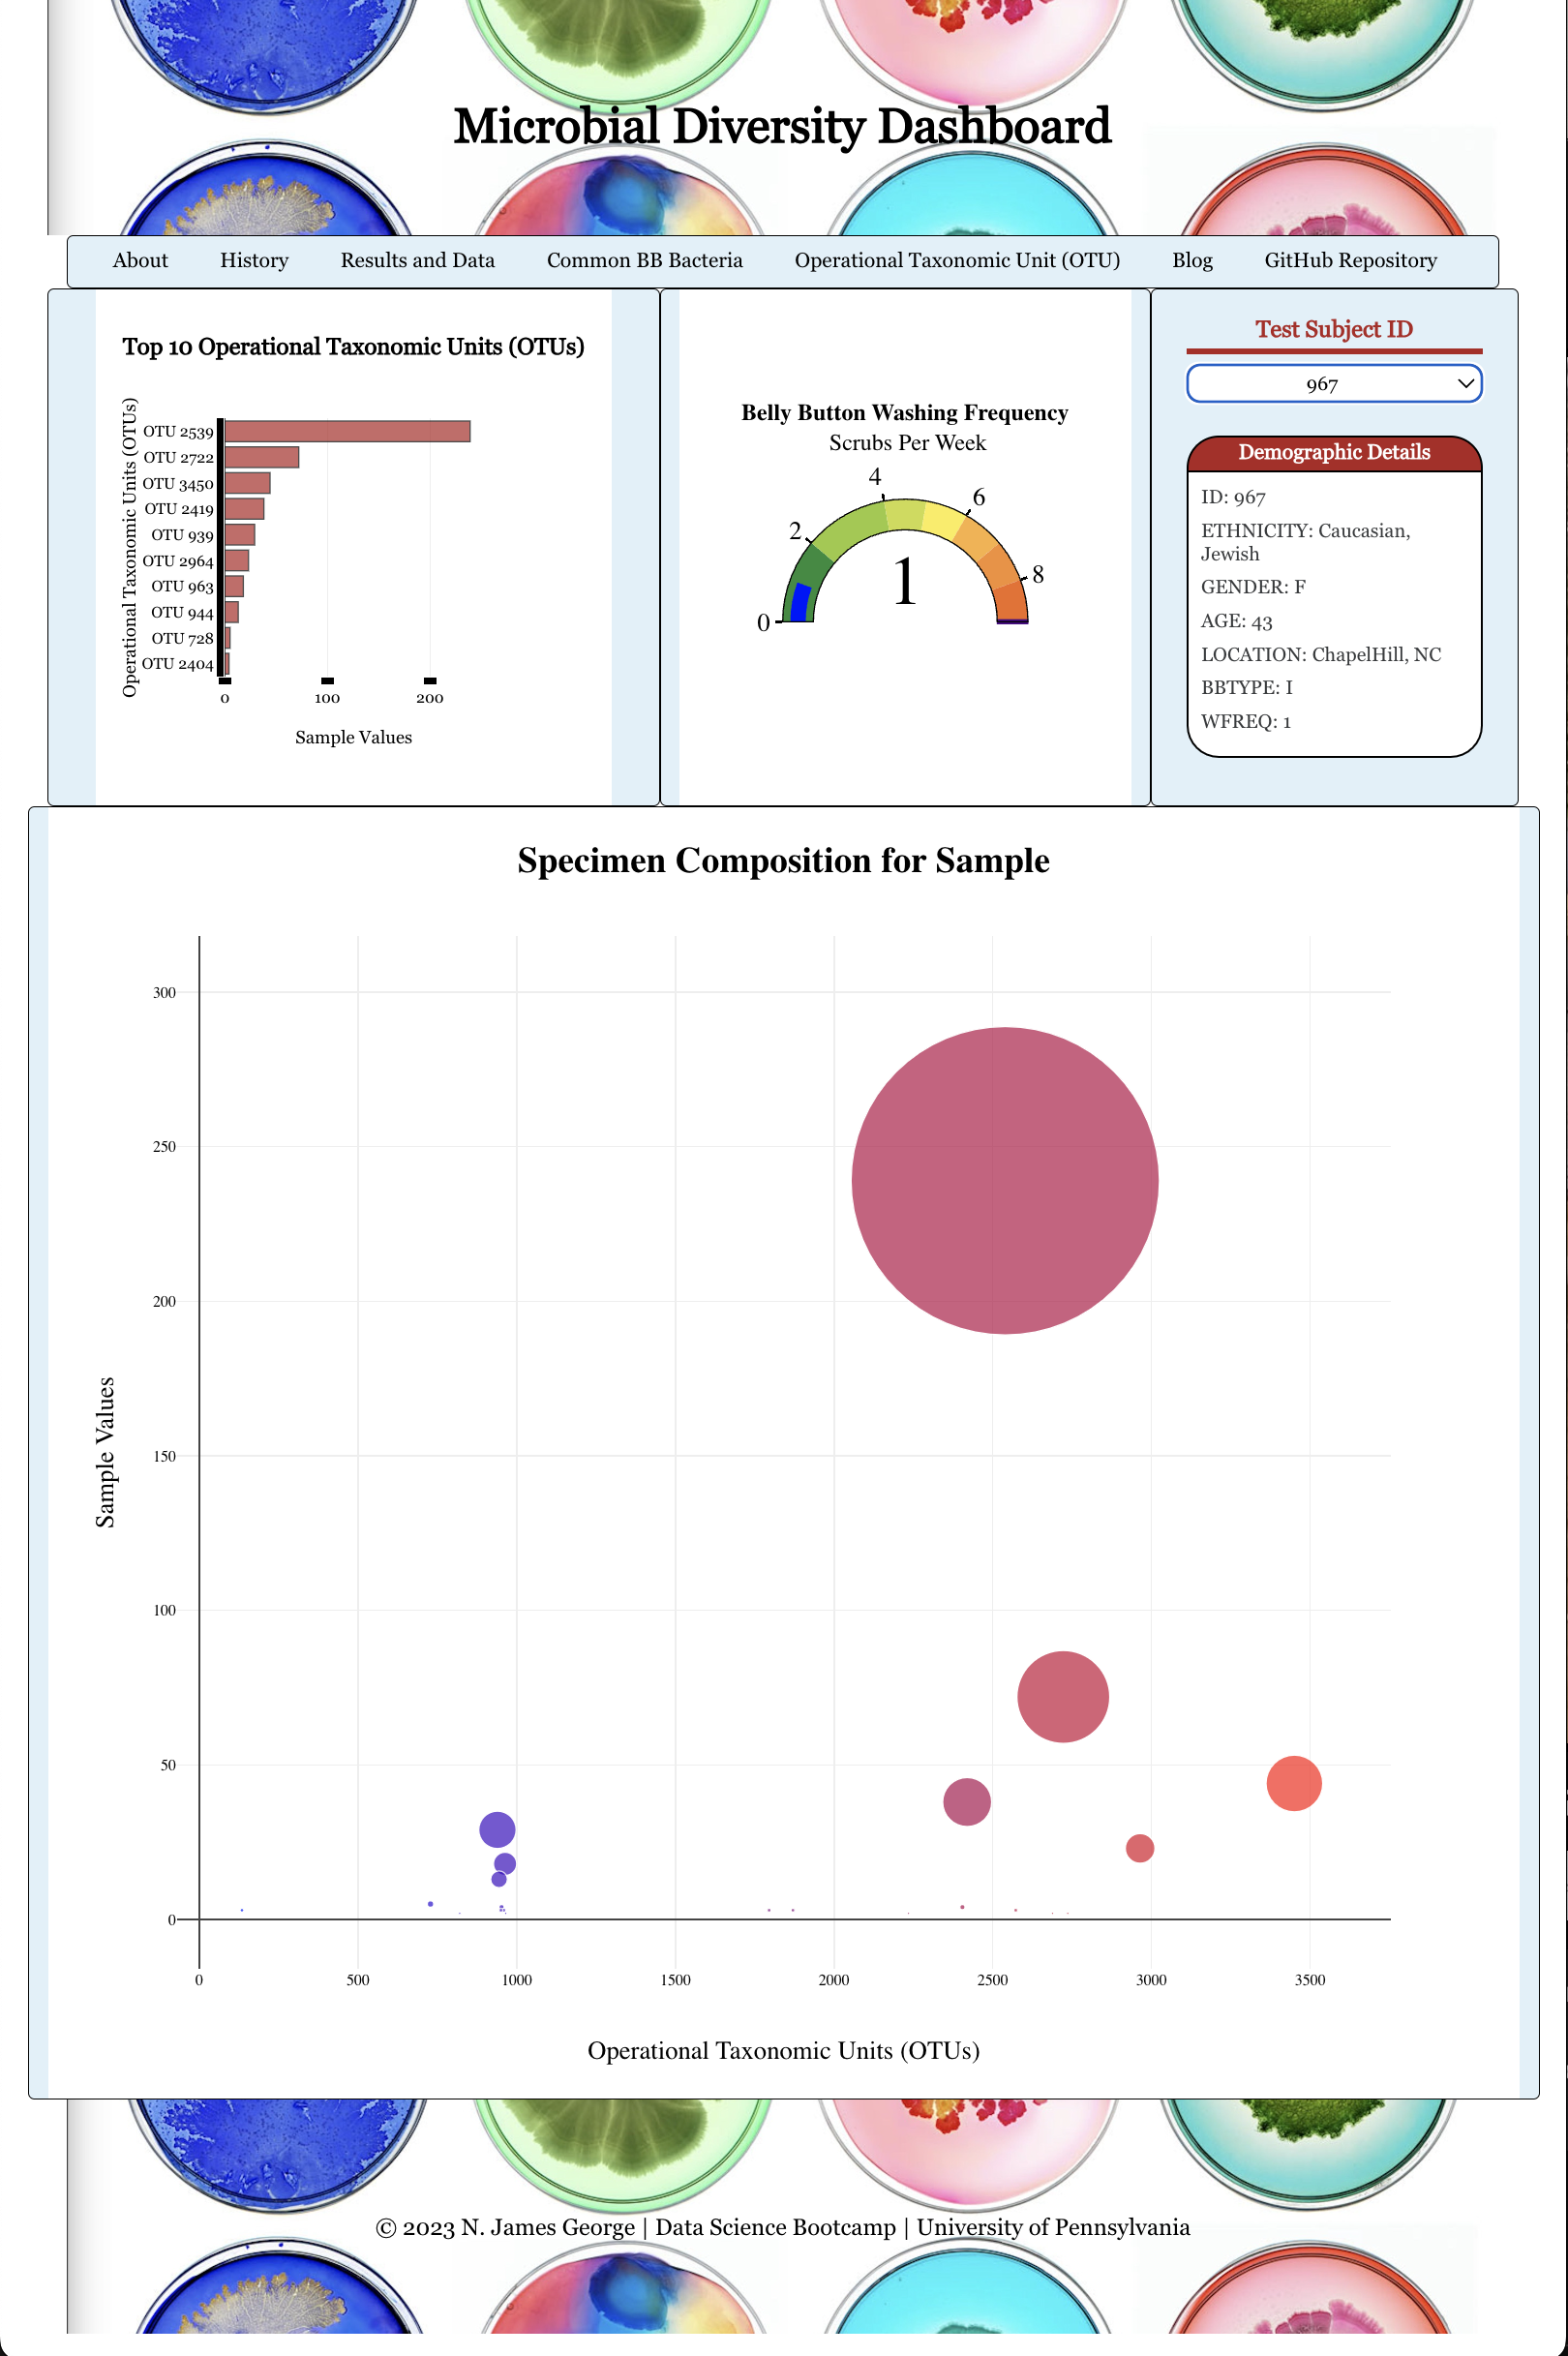 Microbial Diversity Dashboard
About History Results and Data Common BB Bacteria Operational Taxonomic Unit (OTU) Blog GitHub Repository
Top 10 Operational Taxonomic Units (OTUs)
Operational Taxonomic Units (OTUs)
OTU 2539
OTU 2722
OTU 3450
OTU 2419
OTU 939
OTU 2964
OTU 963
OTU 944
OTU 728
OTU 2404
0 100 200
Sample Values
Belly Button Washing Frequency
Scrubs Per Week
0 2 4 6 8
1
Test Subject ID
967
Demographic Details
ID: 967
ETHNICITY: Caucasian,
Jewish
GENDER: F
AGE: 43
LOCATION: ChapelHill, NC
BBTYPE: I
WFREQ: 1
Specimen Composition for Sample
Sample Values
300
250
200
150
100
50
0
0 500 1000 1500 2000 2500 3000 3500
Operational Taxonomic Units (OTUs)
© 2023 N. James George | Data Science Bootcamp | University of Pennsylvania